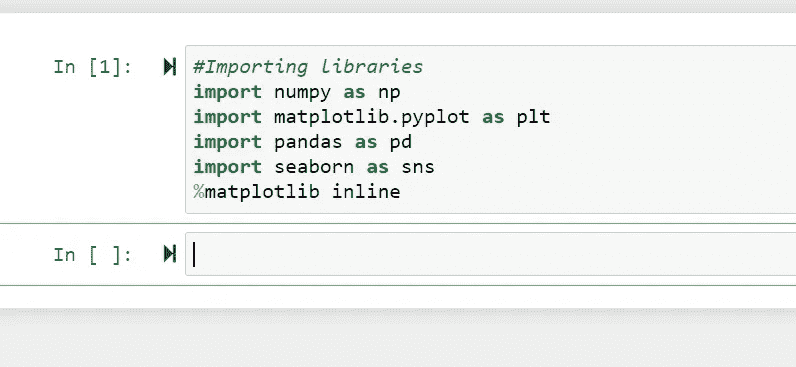 In [1]: #Importing libraries
import numpy as np
import matplotlib.pyplot as plt
import pandas as pd
import seaborn as sns
%matplotlib inline
In [ ]: